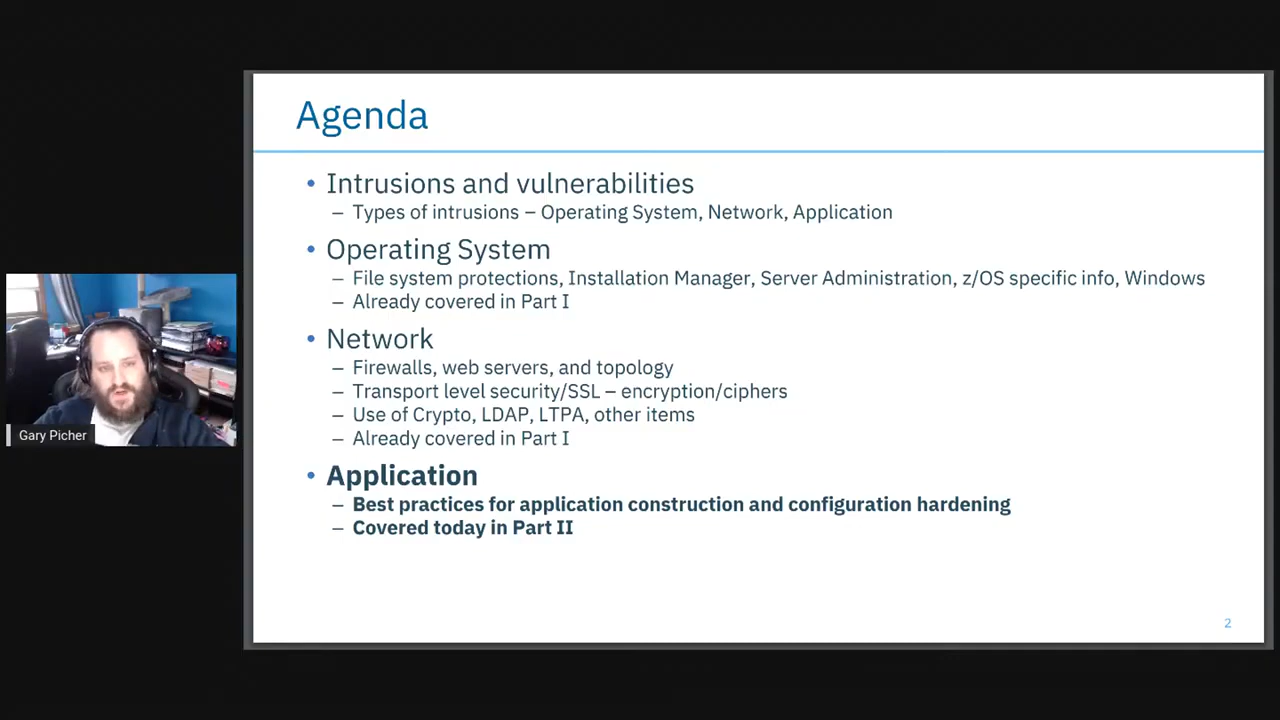 Agenda
• Intrusions and vulnerabilities
– Types of intrusions – Operating System, Network, Application
• Operating System
– File system protections, Installation Manager, Server Administration, z/OS specific info, Windows
– Already covered in Part I
• Network
– Firewalls, web servers, and topology
– Transport level security/SSL – encryption/ciphers
– Use of Crypto, LDAP, LTPA, other items
– Already covered in Part I
• Application
– Best practices for application construction and configuration hardening
– Covered today in Part II
2
Gary Picher